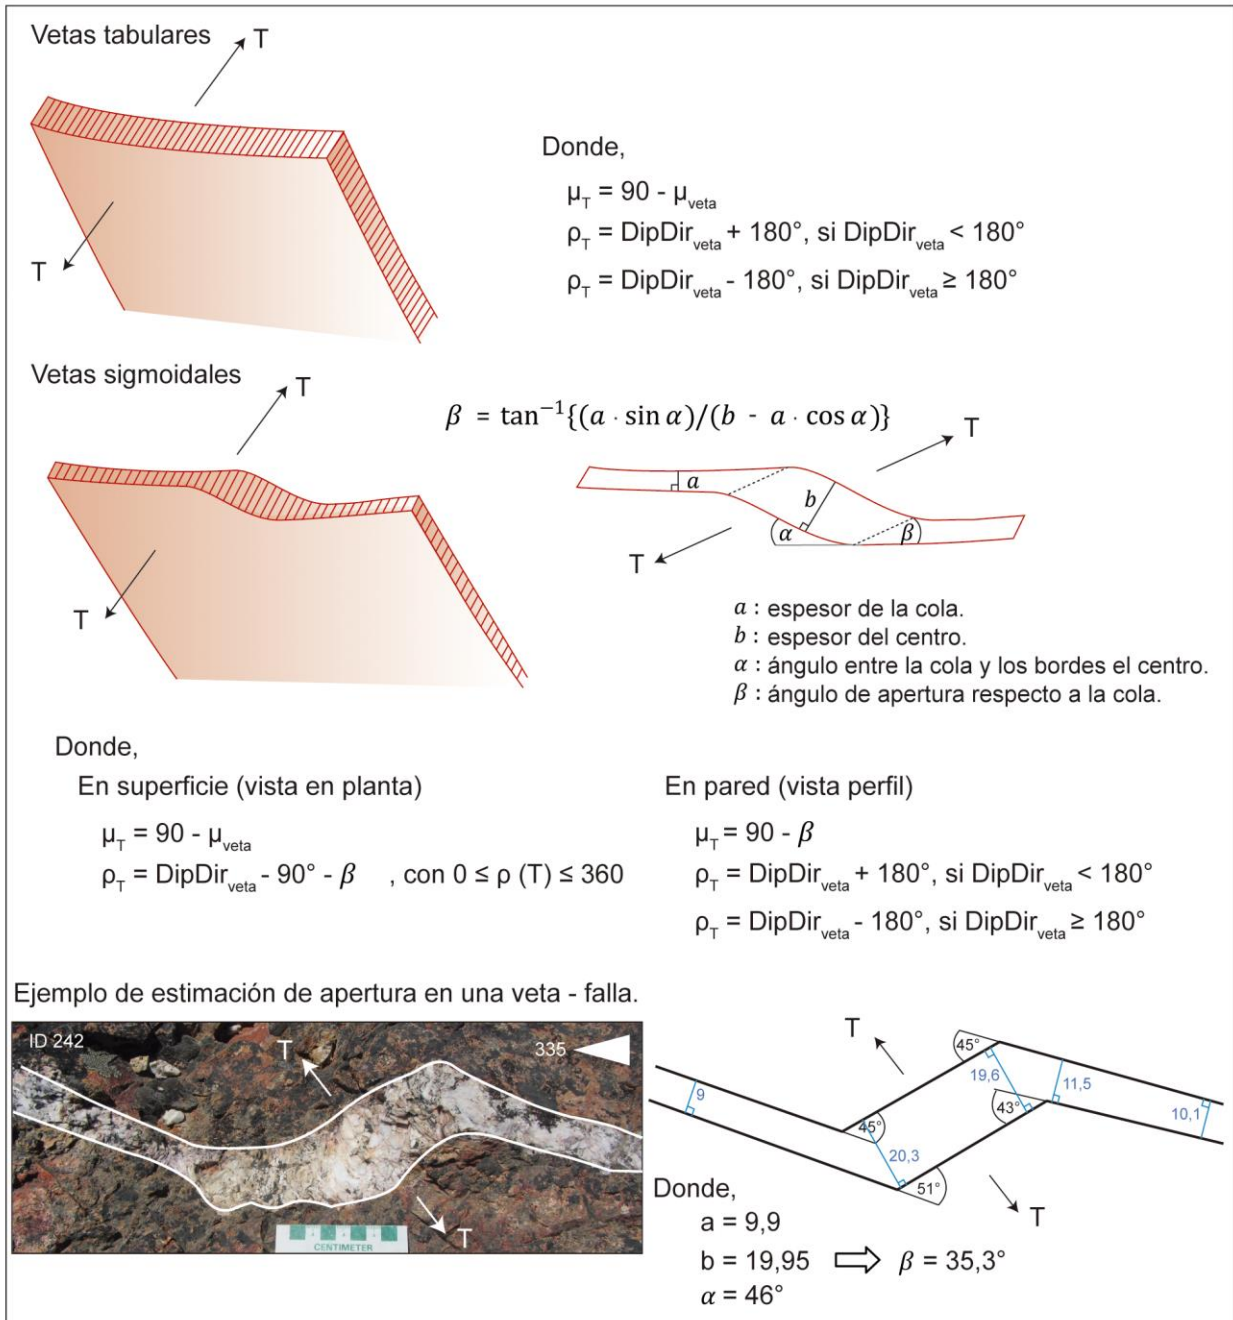 Vetas tabulares
T
T
Donde,
μT = 90 - μveta
ρT = DipDirveta + 180°, si DipDirveta < 180°
ρT = DipDirveta - 180°, si DipDirveta ≥ 180°
Vetas sigmoidales
T
T
β = tan⁻¹{(a · sin α)/(b - a · cos α)}
T
a
b
α
β
T
a : espesor de la cola.
b : espesor del centro.
α : ángulo entre la cola y los bordes el centro.
β : ángulo de apertura respecto a la cola.
Donde,
En superficie (vista en planta)
μT = 90 - μveta
ρT = DipDirveta - 90° - β , con 0 ≤ ρ (T) ≤ 360
En pared (vista perfil)
μT = 90 - β
ρT = DipDirveta + 180°, si DipDirveta < 180°
ρT = DipDirveta - 180°, si DipDirveta ≥ 180°
Ejemplo de estimación de apertura en una veta - falla.
ID 242
T
335
T
CENTIMETER
T
45°
19,6
11,5
9
43°
10,1
45°
20,3
51°
T
Donde,
a = 9,9
b = 19,95 ⇨ β = 35,3°
α = 46°